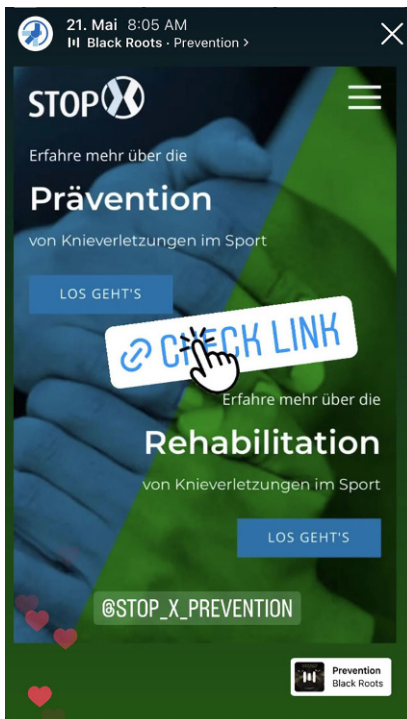 21. Mai 8:05 AM
Black Roots · Prevention >
STOP X
Erfahre mehr über die
Prävention
von Knieverletzungen im Sport
LOS GEHT'S
CHECK LINK
Erfahre mehr über die
Rehabilitation
von Knieverletzungen im Sport
LOS GEHT'S
@STOP_X_PREVENTION
Prevention
Black Roots